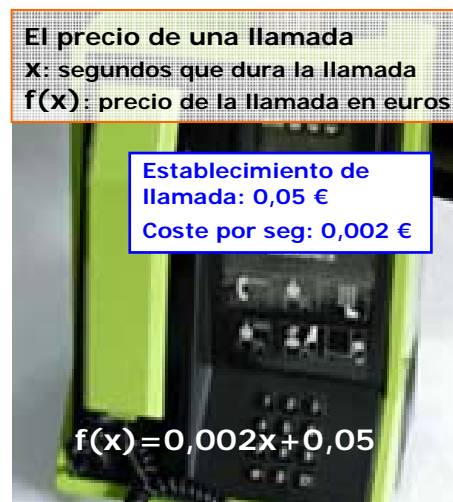 El precio de una llamada
x: segundos que dura la llamada
f(x): precio de la llamada en euros
Establecimiento de
llamada: 0,05 €
Coste por seg: 0,002 €
f(x)=0,002x+0,05